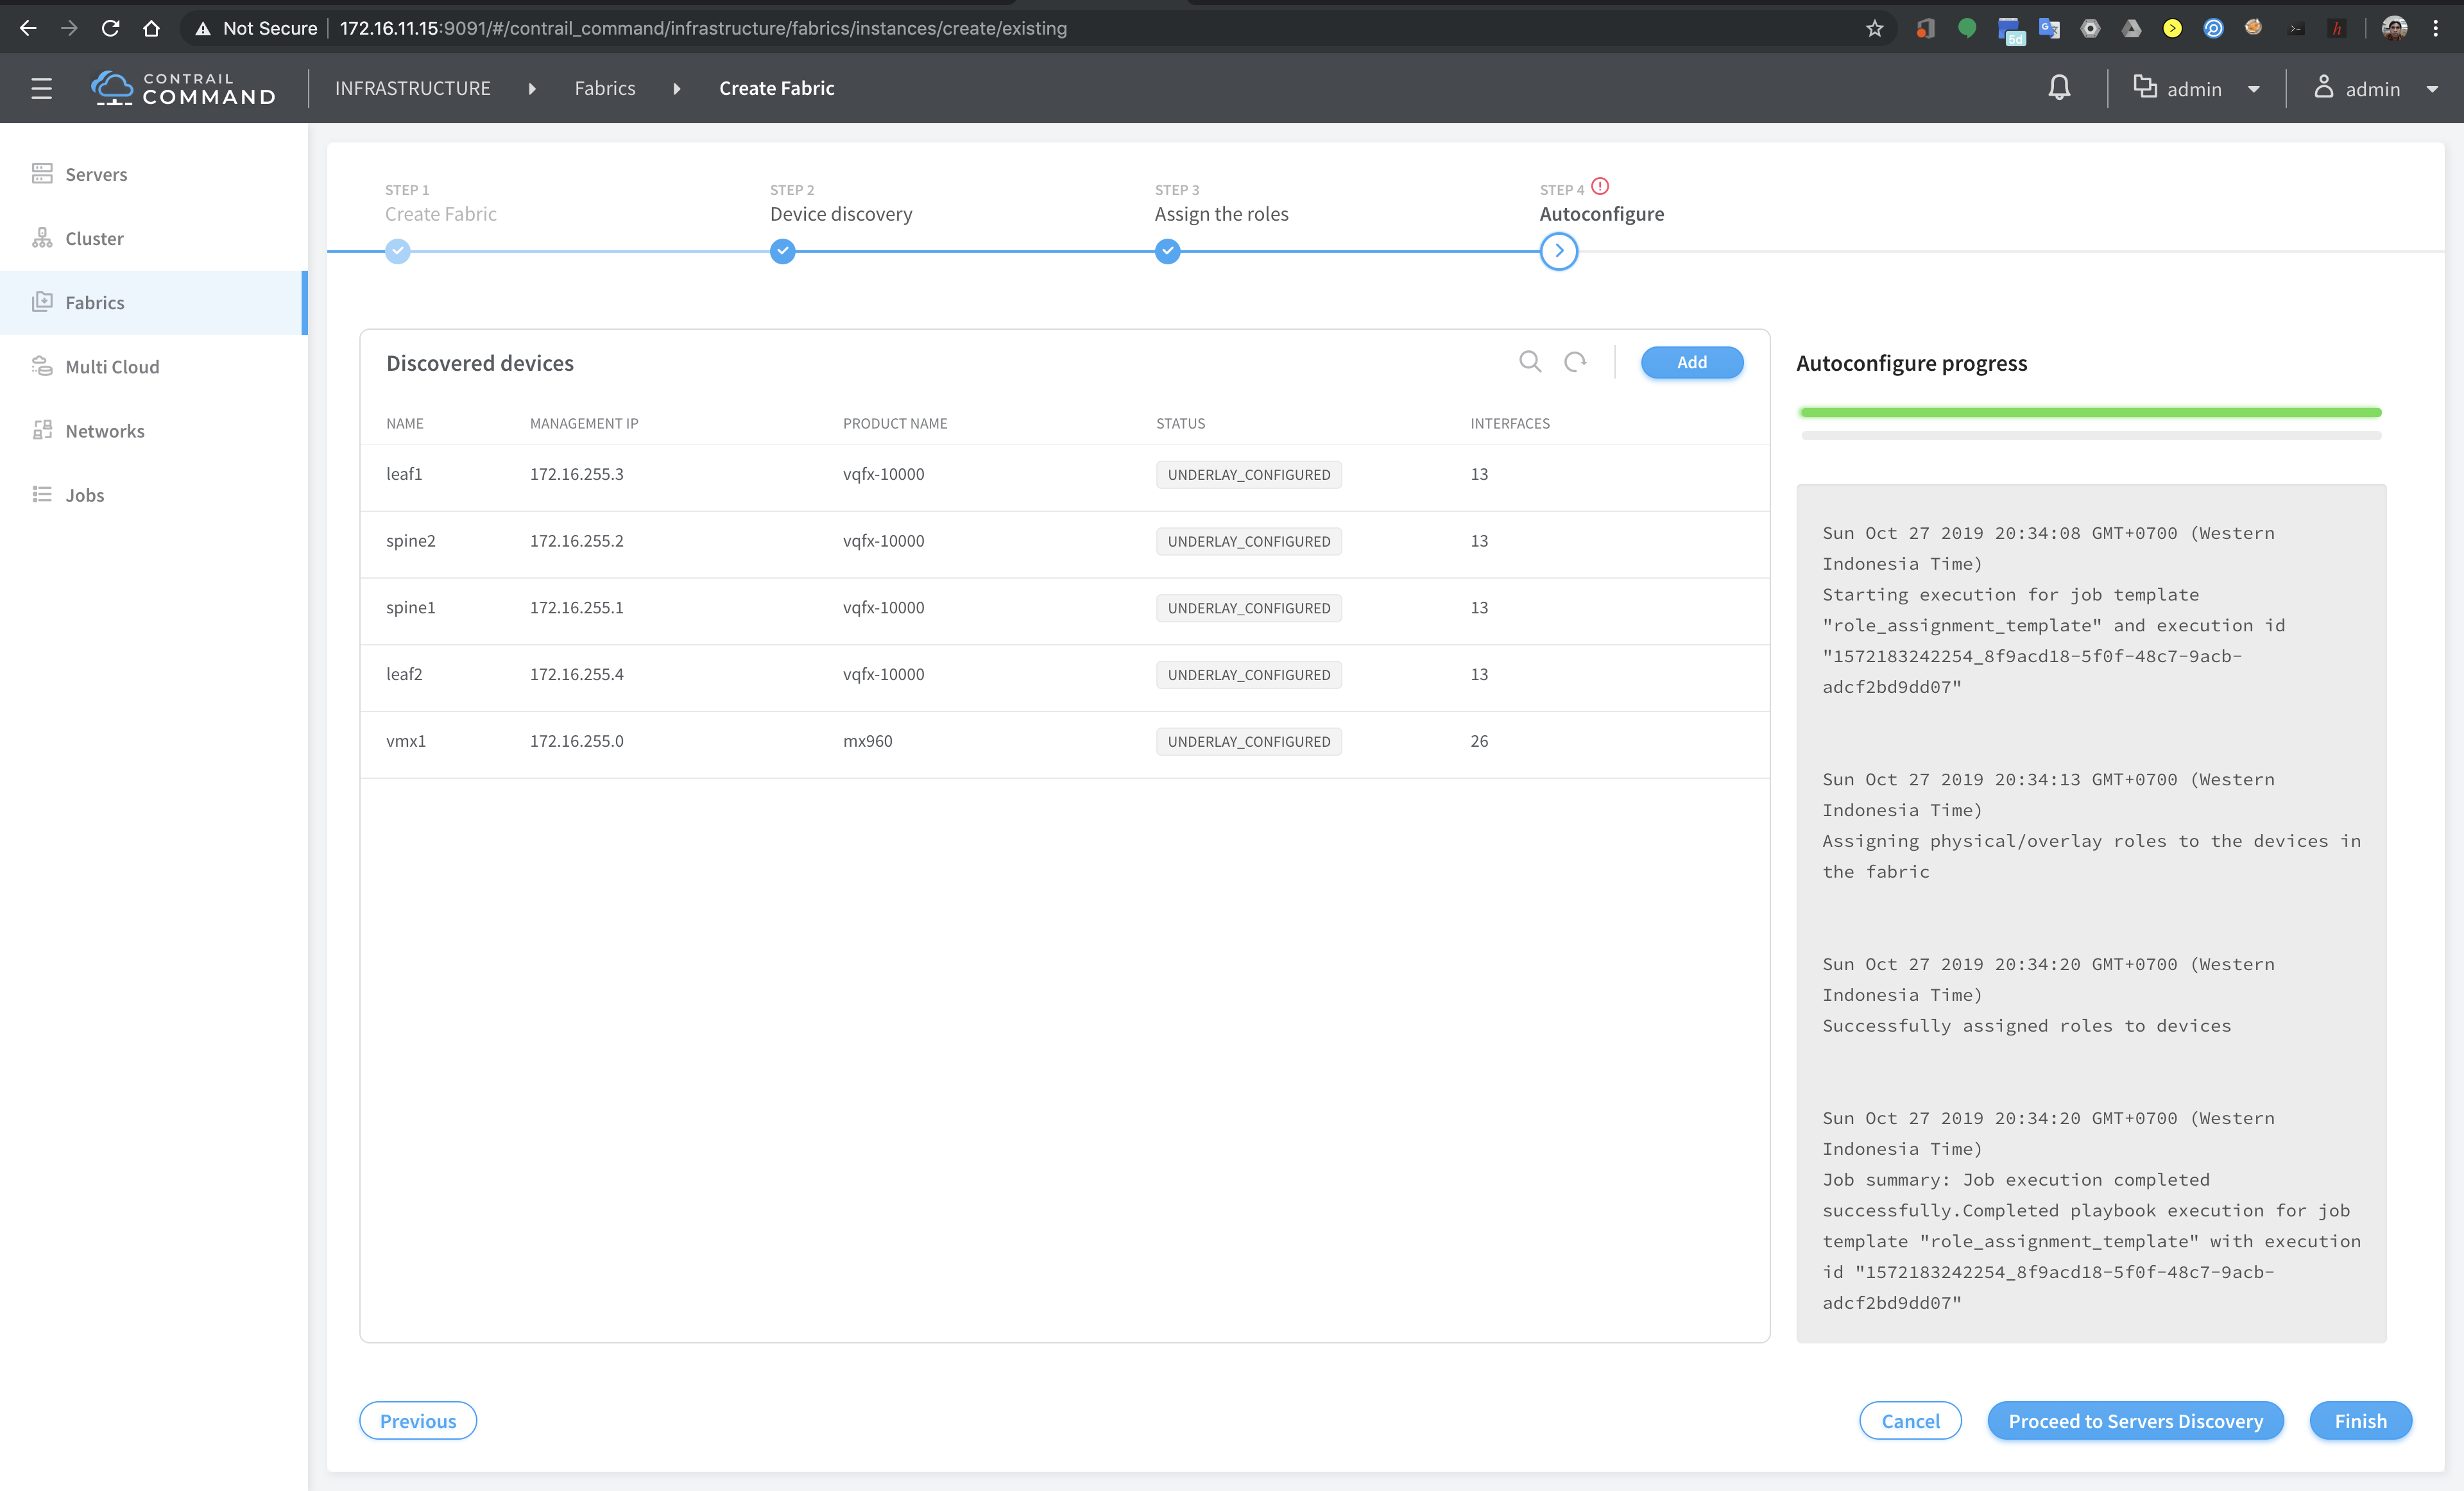 Not Secure | 172.16.11.15:9091/#/contrail_command/infrastructure/fabrics/instances/create/existing
5d
CONTRAIL
COMMAND
INFRASTRUCTURE
Fabrics
Create Fabric
admin
admin
Servers
Cluster
Fabrics
Multi Cloud
Networks
Jobs
STEP 1
Create Fabric
STEP 2
Device discovery
STEP 3
Assign the roles
STEP 4
Autoconfigure
Discovered devices
Add
NAME MANAGEMENT IP PRODUCT NAME STATUS INTERFACES
leaf1 172.16.255.3 vqfx-10000 UNDERLAY_CONFIGURED 13
spine2 172.16.255.2 vqfx-10000 UNDERLAY_CONFIGURED 13
spine1 172.16.255.1 vqfx-10000 UNDERLAY_CONFIGURED 13
leaf2 172.16.255.4 vqfx-10000 UNDERLAY_CONFIGURED 13
vmx1 172.16.255.0 mx960 UNDERLAY_CONFIGURED 26
Autoconfigure progress
Sun Oct 27 2019 20:34:08 GMT+0700 (Western
Indonesia Time)
Starting execution for job template
"role_assignment_template" and execution id
"1572183242254_8f9acd18-5f0f-48c7-9acb-
adcf2bd9dd07"
Sun Oct 27 2019 20:34:13 GMT+0700 (Western
Indonesia Time)
Assigning physical/overlay roles to the devices in
the fabric
Sun Oct 27 2019 20:34:20 GMT+0700 (Western
Indonesia Time)
Successfully assigned roles to devices
Sun Oct 27 2019 20:34:20 GMT+0700 (Western
Indonesia Time)
Job summary: Job execution completed
successfully.Completed playbook execution for job
template "role_assignment_template" with execution
id "1572183242254_8f9acd18-5f0f-48c7-9acb-
adcf2bd9dd07"
Previous
Cancel
Proceed to Servers Discovery
Finish